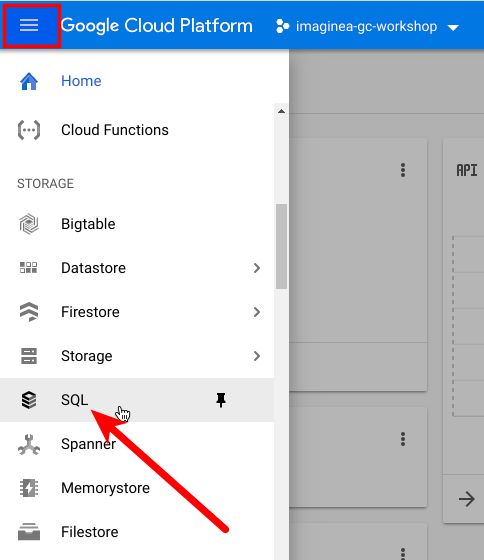 Google Cloud Platform
imaginea-gc-workshop
Home
Cloud Functions
STORAGE
Bigtable
Datastore
Firestore
Storage
SQL
Spanner
Memorystore
Filestore
API